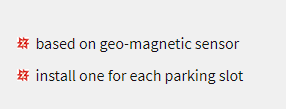 based on geo-magnetic sensor
install one for each parking slot